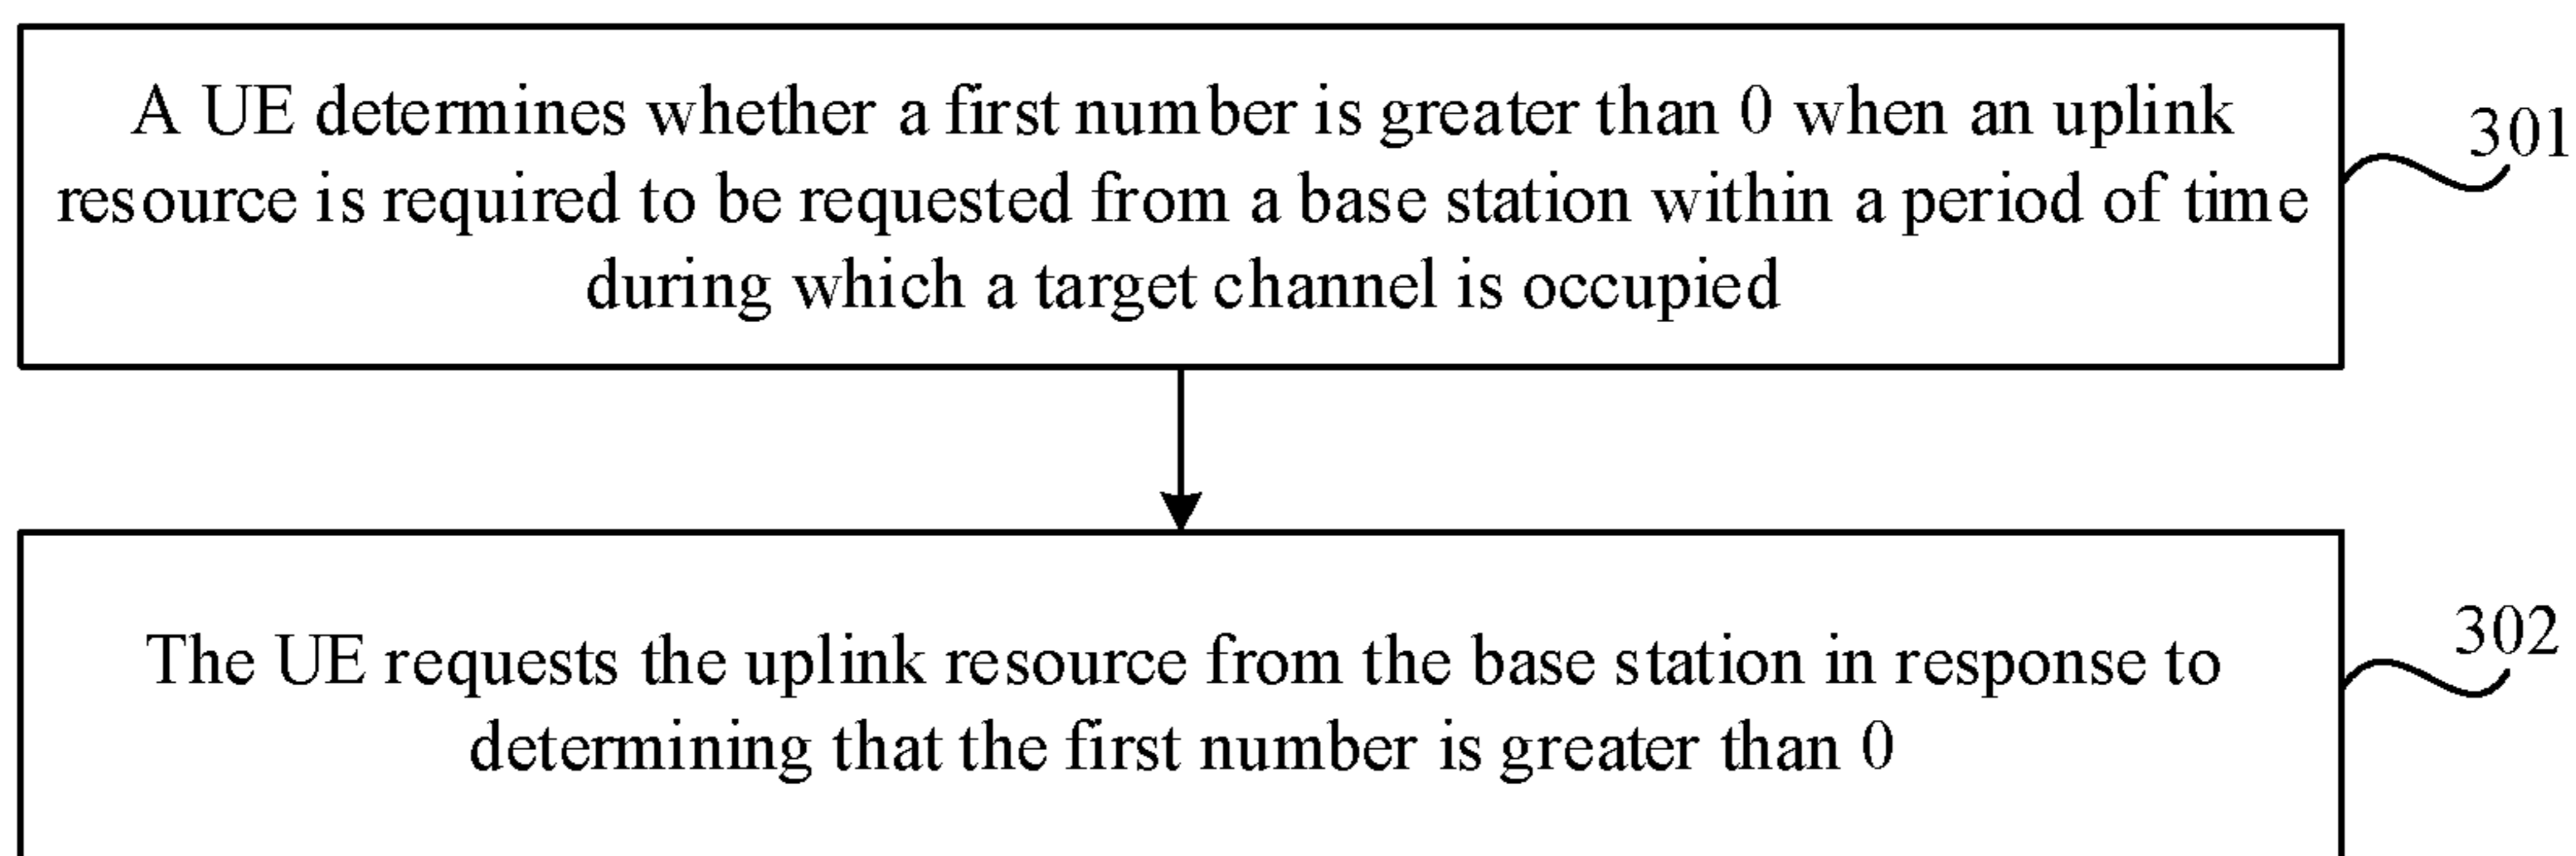 A UE determines whether a first number is greater than 0 when an uplink
resource is required to be requested from a base station within a period of time
during which a target channel is occupied
301
The UE requests the uplink resource from the base station in response to
determining that the first number is greater than 0
302